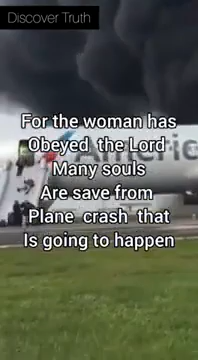 Discover Truth
For the woman has
Obeyed the Lord
Many souls
Are save from
Plane crash that
Is going to happen
Americ